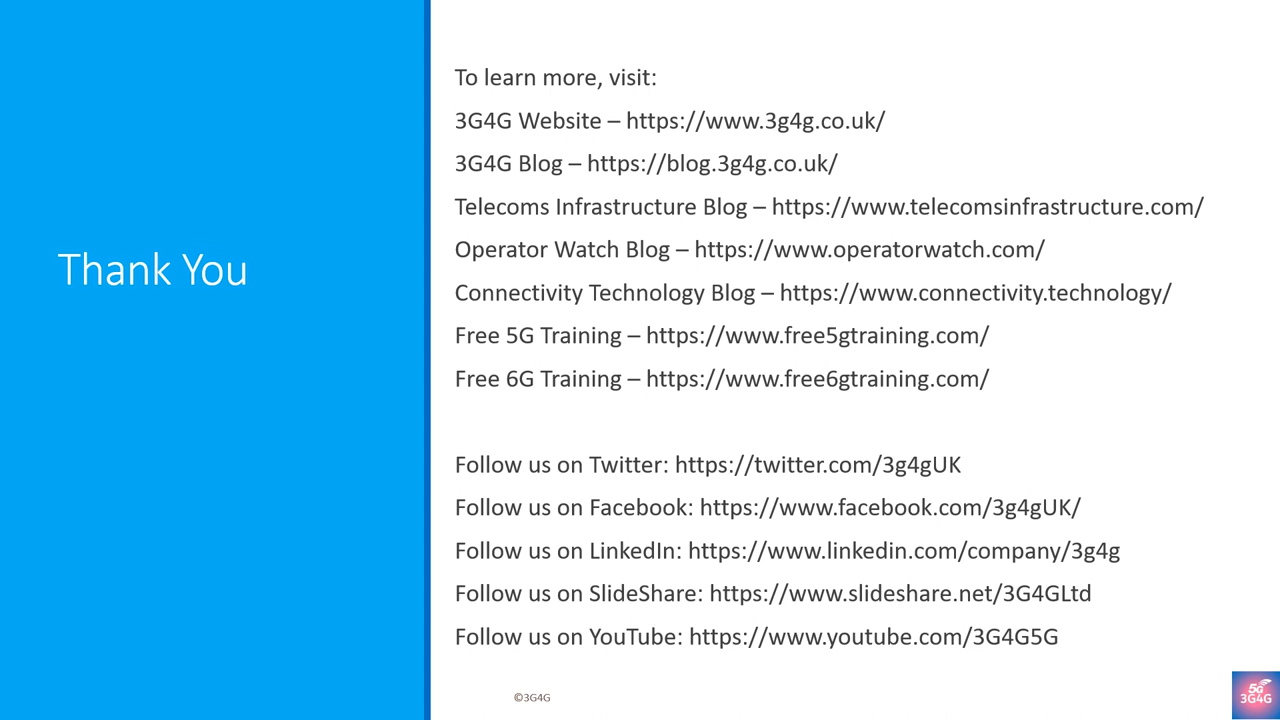 Thank You
To learn more, visit:
3G4G Website – https://www.3g4g.co.uk/
3G4G Blog – https://blog.3g4g.co.uk/
Telecoms Infrastructure Blog – https://www.telecomsinfrastructure.com/
Operator Watch Blog – https://www.operatorwatch.com/
Connectivity Technology Blog – https://www.connectivity.technology/
Free 5G Training – https://www.free5gtraining.com/
Free 6G Training – https://www.free6gtraining.com/
Follow us on Twitter: https://twitter.com/3g4gUK
Follow us on Facebook: https://www.facebook.com/3g4gUK/
Follow us on LinkedIn: https://www.linkedin.com/company/3g4g
Follow us on SlideShare: https://www.slideshare.net/3G4GLtd
Follow us on YouTube: https://www.youtube.com/3G4G5G
©3G4G
5G
3G4G